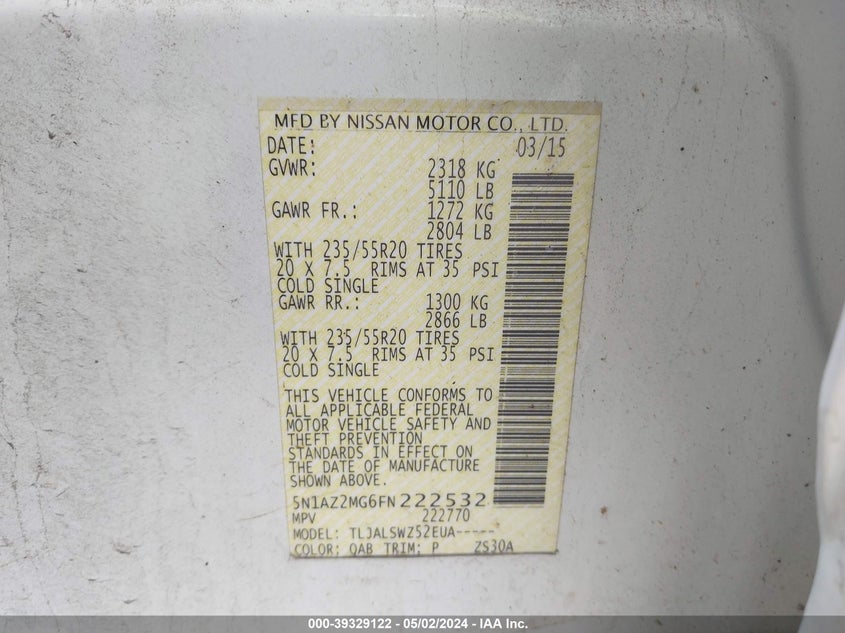 MFD BY NISSAN MOTOR CO., LTD.
DATE: 03/15
GVWR: 2318 KG
5110 LB
GAWR FR.: 1272 KG
2804 LB
WITH 235/55R20 TIRES
20 X 7.5 RIMS AT 35 PSI
COLD SINGLE
GAWR RR.: 1300 KG
2866 LB
WITH 235/55R20 TIRES
20 X 7.5 RIMS AT 35 PSI
COLD SINGLE
THIS VEHICLE CONFORMS TO
ALL APPLICABLE FEDERAL
MOTOR VEHICLE SAFETY AND
THEFT PREVENTION
STANDARDS IN EFFECT ON
THE DATE OF MANUFACTURE
SHOWN ABOVE.
5N1AZ2MG6FN222532
MPV 222770
MODEL: TLJALSWZ52EUA-----
COLOR: QAB TRIM: P ZS30A
000-39329122 - 05/02/2024 - IAA Inc.